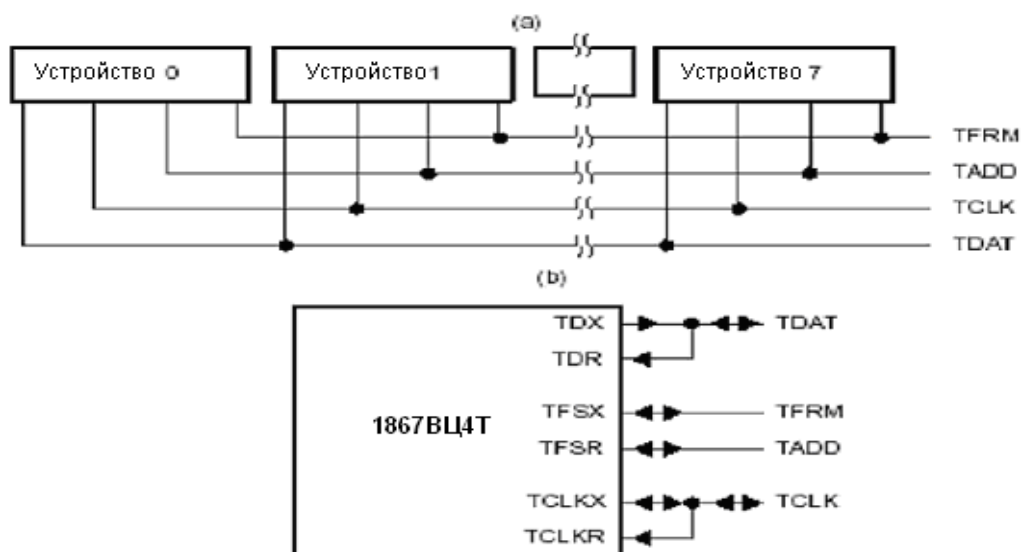 (a)
Устройство 0
Устройство 1
Устройство 7
TFRM
TADD
TCLK
TDAT
(b)
1867ВЦ4Т
TDX
TDAT
TDR
TFSX
TFRM
TFSR
TADD
TCLKX
TCLK
TCLKR